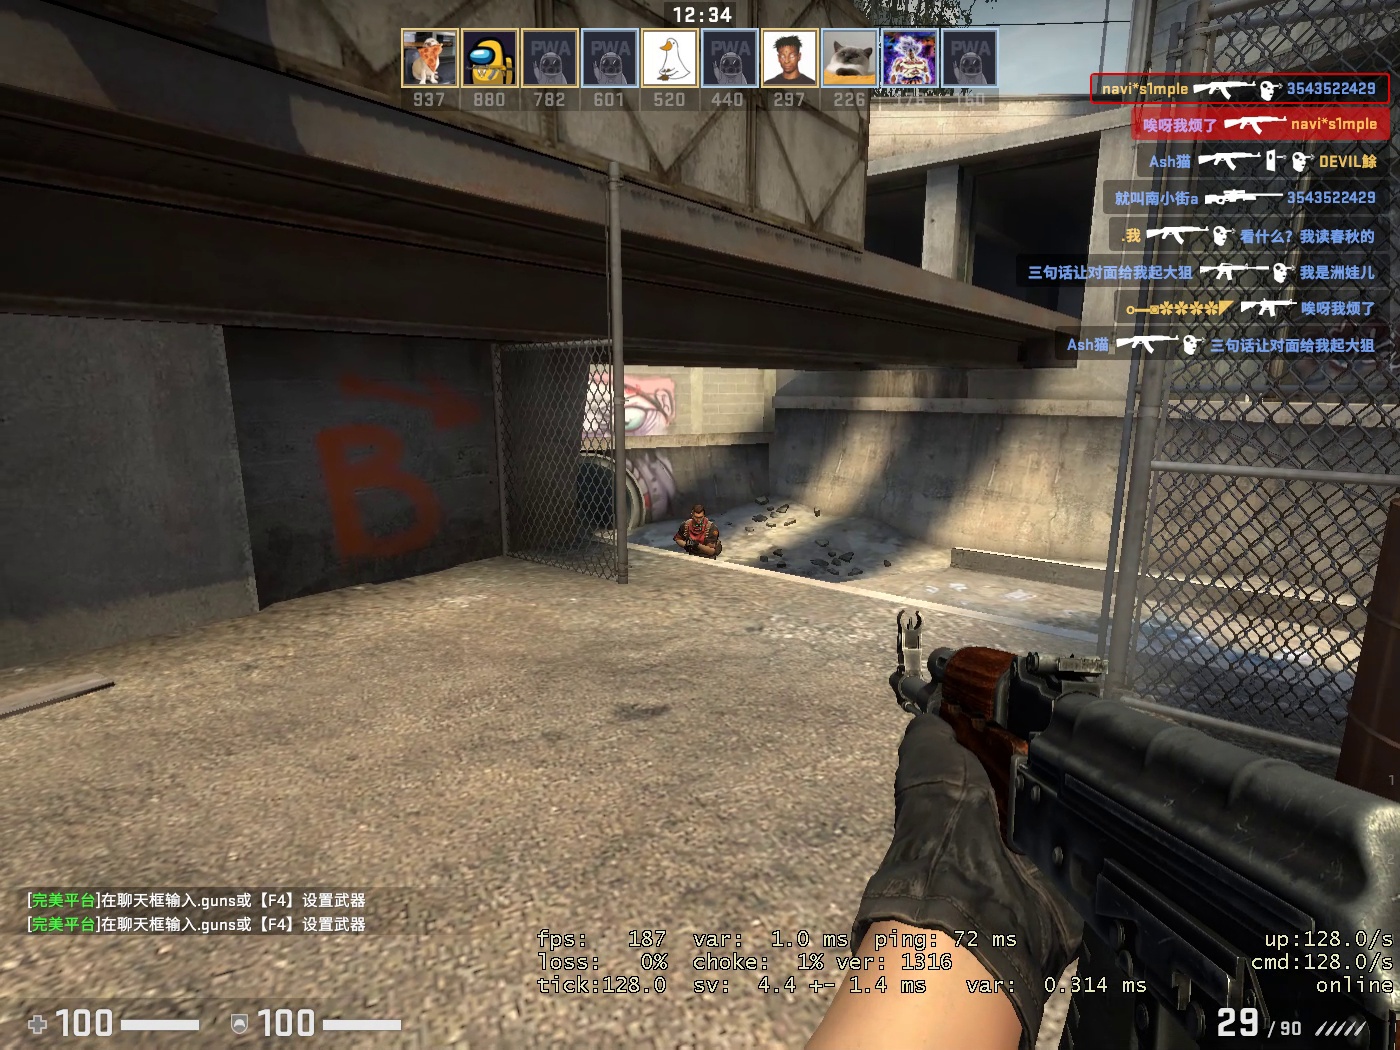 12:34
PWA PWA PWA PWA
937 880 782 601 520 440 297 226
navi*s1mple 3543522429
唉呀我烦了 navi*s1mple
Ash猫 DEVIL餘
就叫南小街a 3543522429
.我 看什么？我读春秋的
三句话让对面给我起大狙 我是洲娃儿
唉呀我烦了
Ash猫 三句话让对面给我起大狙
B
1
[完美平台]在聊天框输入.guns或【F4】设置武器
[完美平台]在聊天框输入.guns或【F4】设置武器
fps: 187 var: 1.0 ms ping: 72 ms up:128.0/s
loss: 0% choke: 1% ver: 1316 cmd:128.0/s
tick:128.0 sv: 4.4 +- 1.4 ms var: 0.314 ms online
100 100 29 / 90